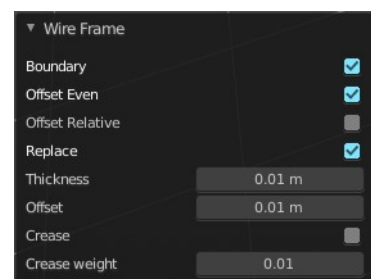 Wire Frame
Boundary
Offset Even
Offset Relative
Replace
Thickness 0.01 m
Offset 0.01 m
Crease
Crease weight 0.01